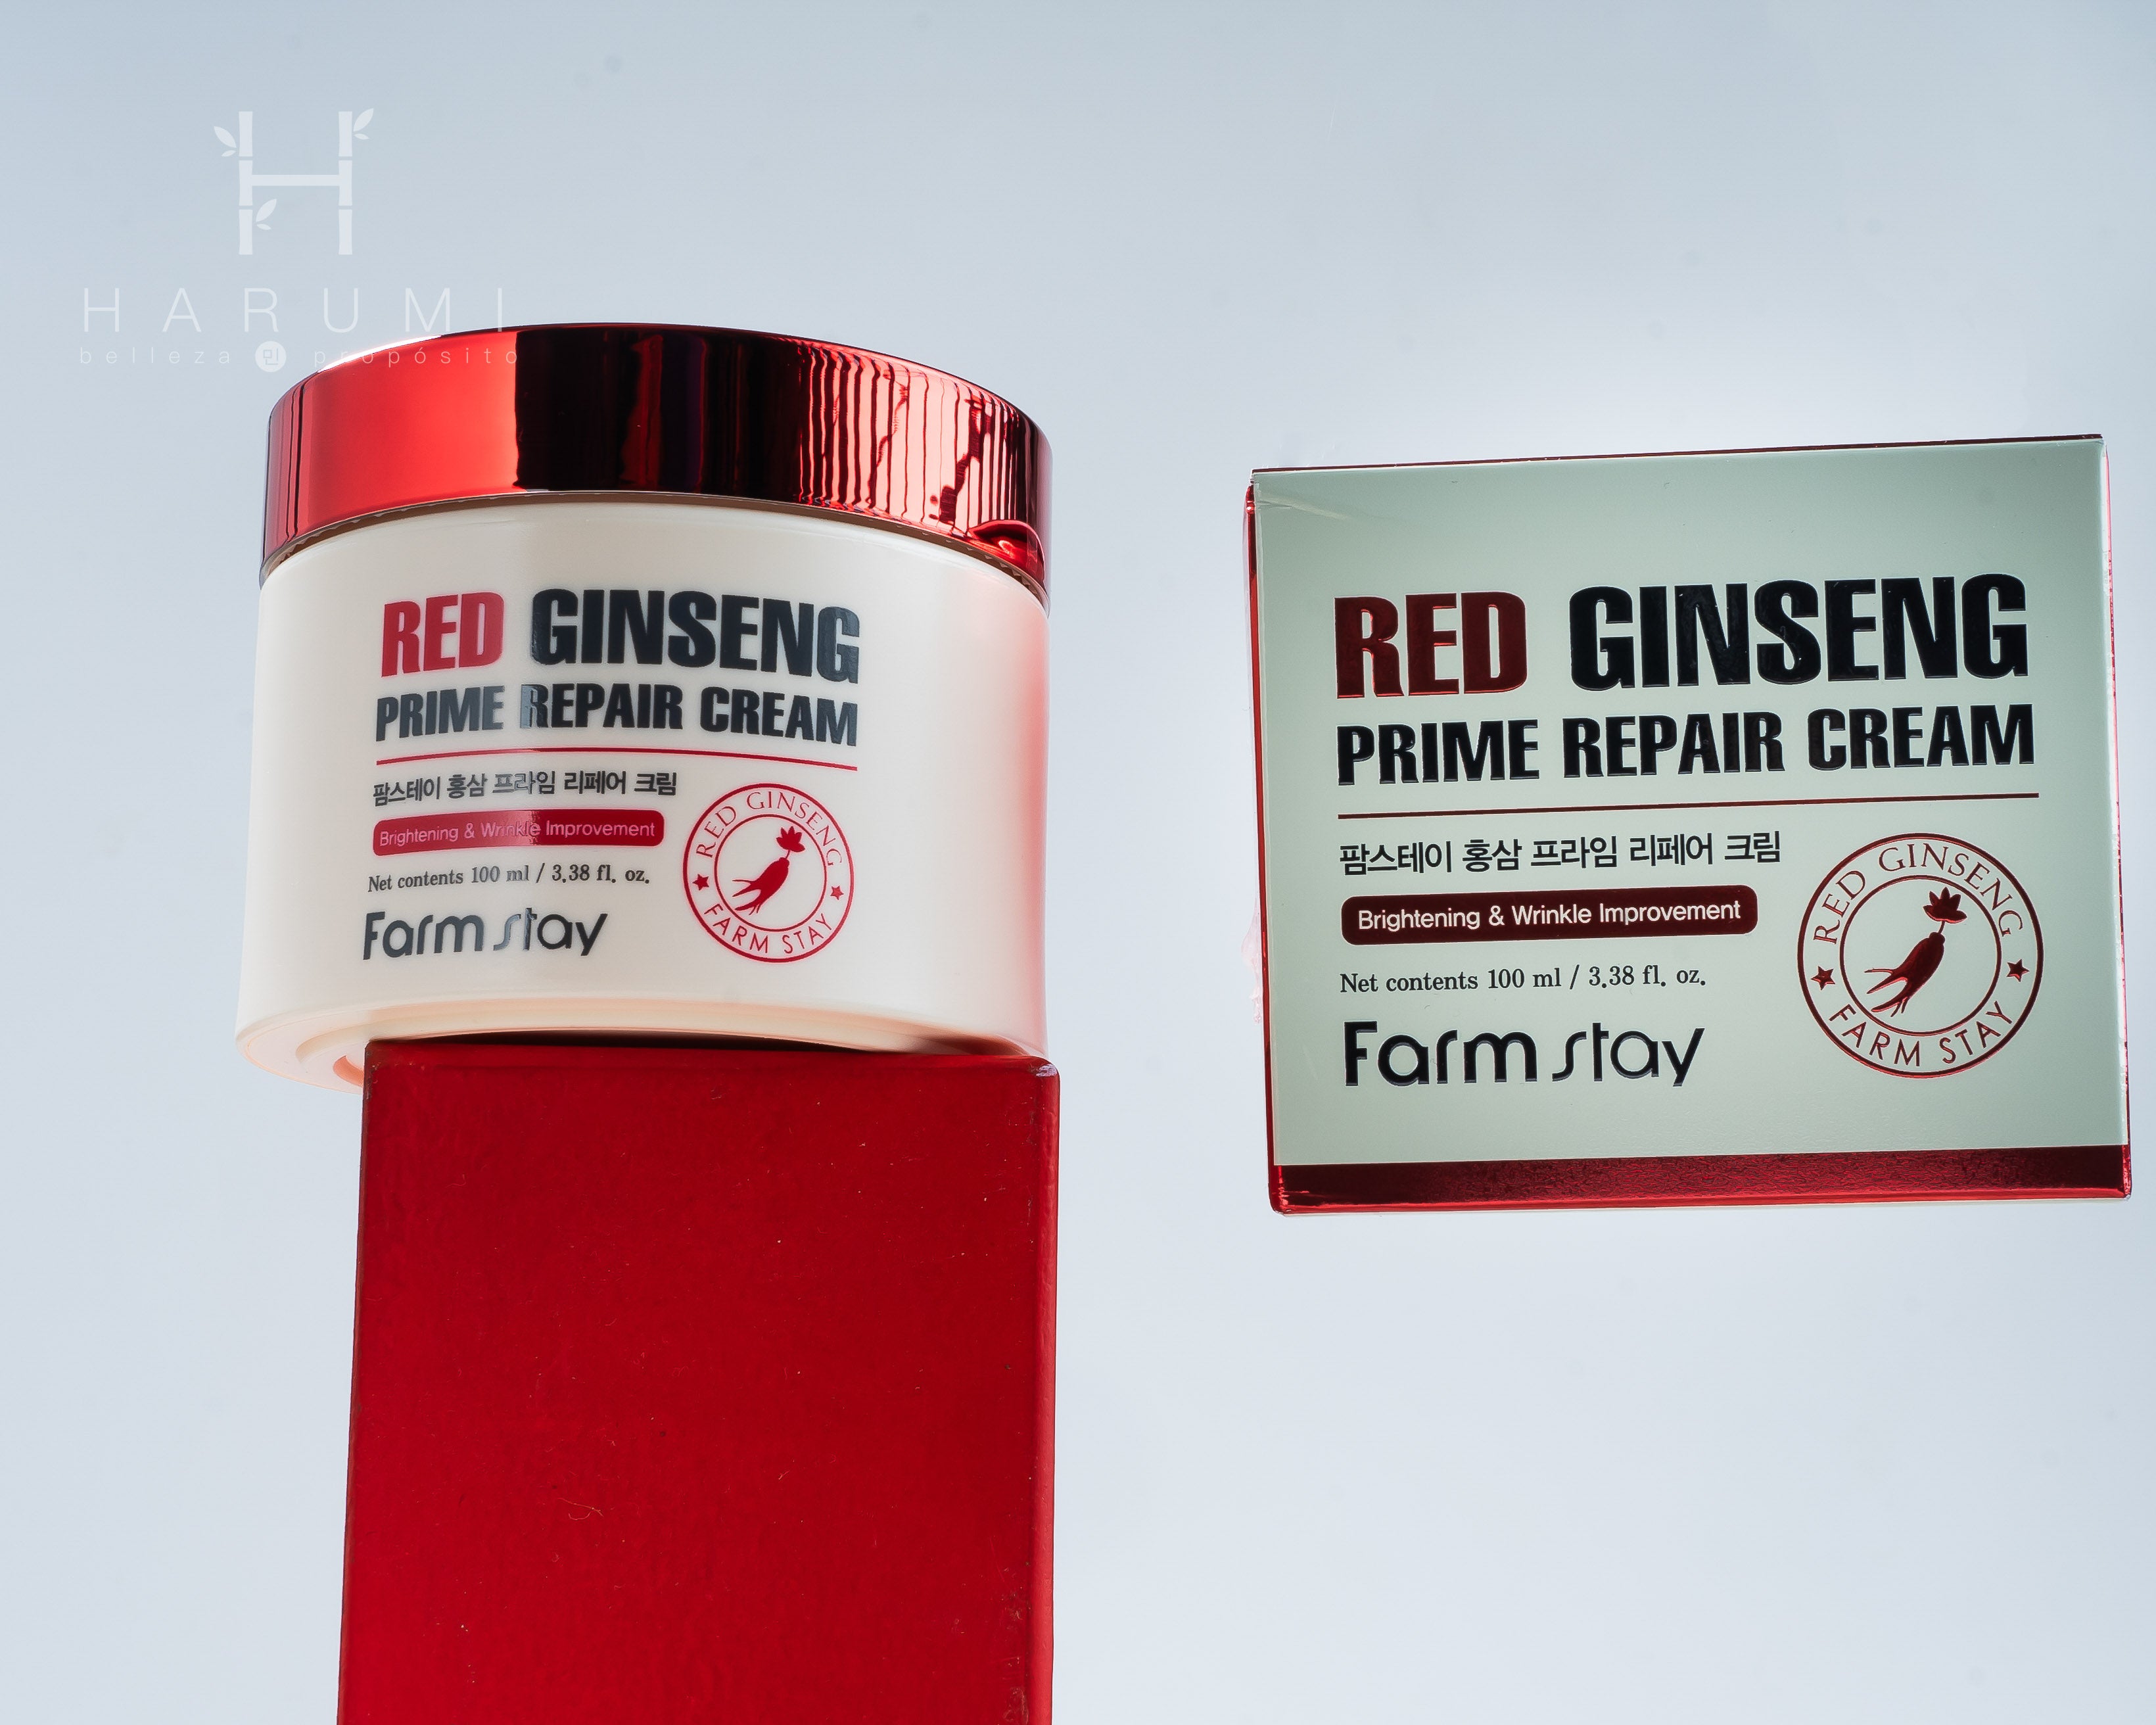 H A R U M I
belleza 민 propósito
RED GINSENG
PRIME REPAIR CREAM
팜스테이 홍삼 프라임 리페어 크림
Brightening & Wrinkle Improvement
Net contents 100 ml / 3.38 fl. oz.
Farm stay
RED GINSENG
FARM STAY
RED GINSENG
PRIME REPAIR CREAM
팜스테이 홍삼 프라임 리페어 크림
Brightening & Wrinkle Improvement
Net contents 100 ml / 3.38 fl. oz.
Farm stay
RED GINSENG
FARM STAY